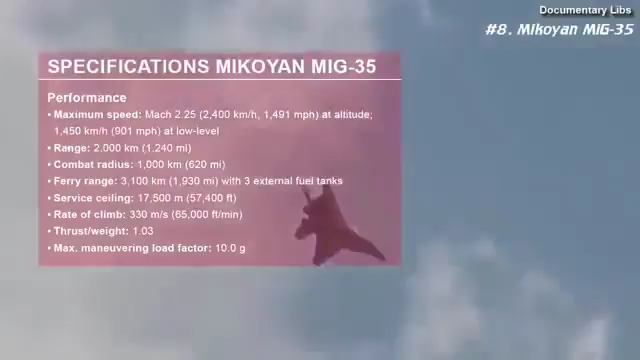 Documentary Libs
#8. Mikoyan MiG-35
SPECIFICATIONS MIKOYAN MIG-35
Performance
• Maximum speed: Mach 2.25 (2,400 km/h, 1,491 mph) at altitude;
1,450 km/h (901 mph) at low-level
• Range: 2,000 km (1,240 mi)
• Combat radius: 1,000 km (620 mi)
• Ferry range: 3,100 km (1,930 mi) with 3 external fuel tanks
• Service ceiling: 17,500 m (57,400 ft)
• Rate of climb: 330 m/s (65,000 ft/min)
• Thrust/weight: 1.03
• Max. maneuvering load factor: 10.0 g